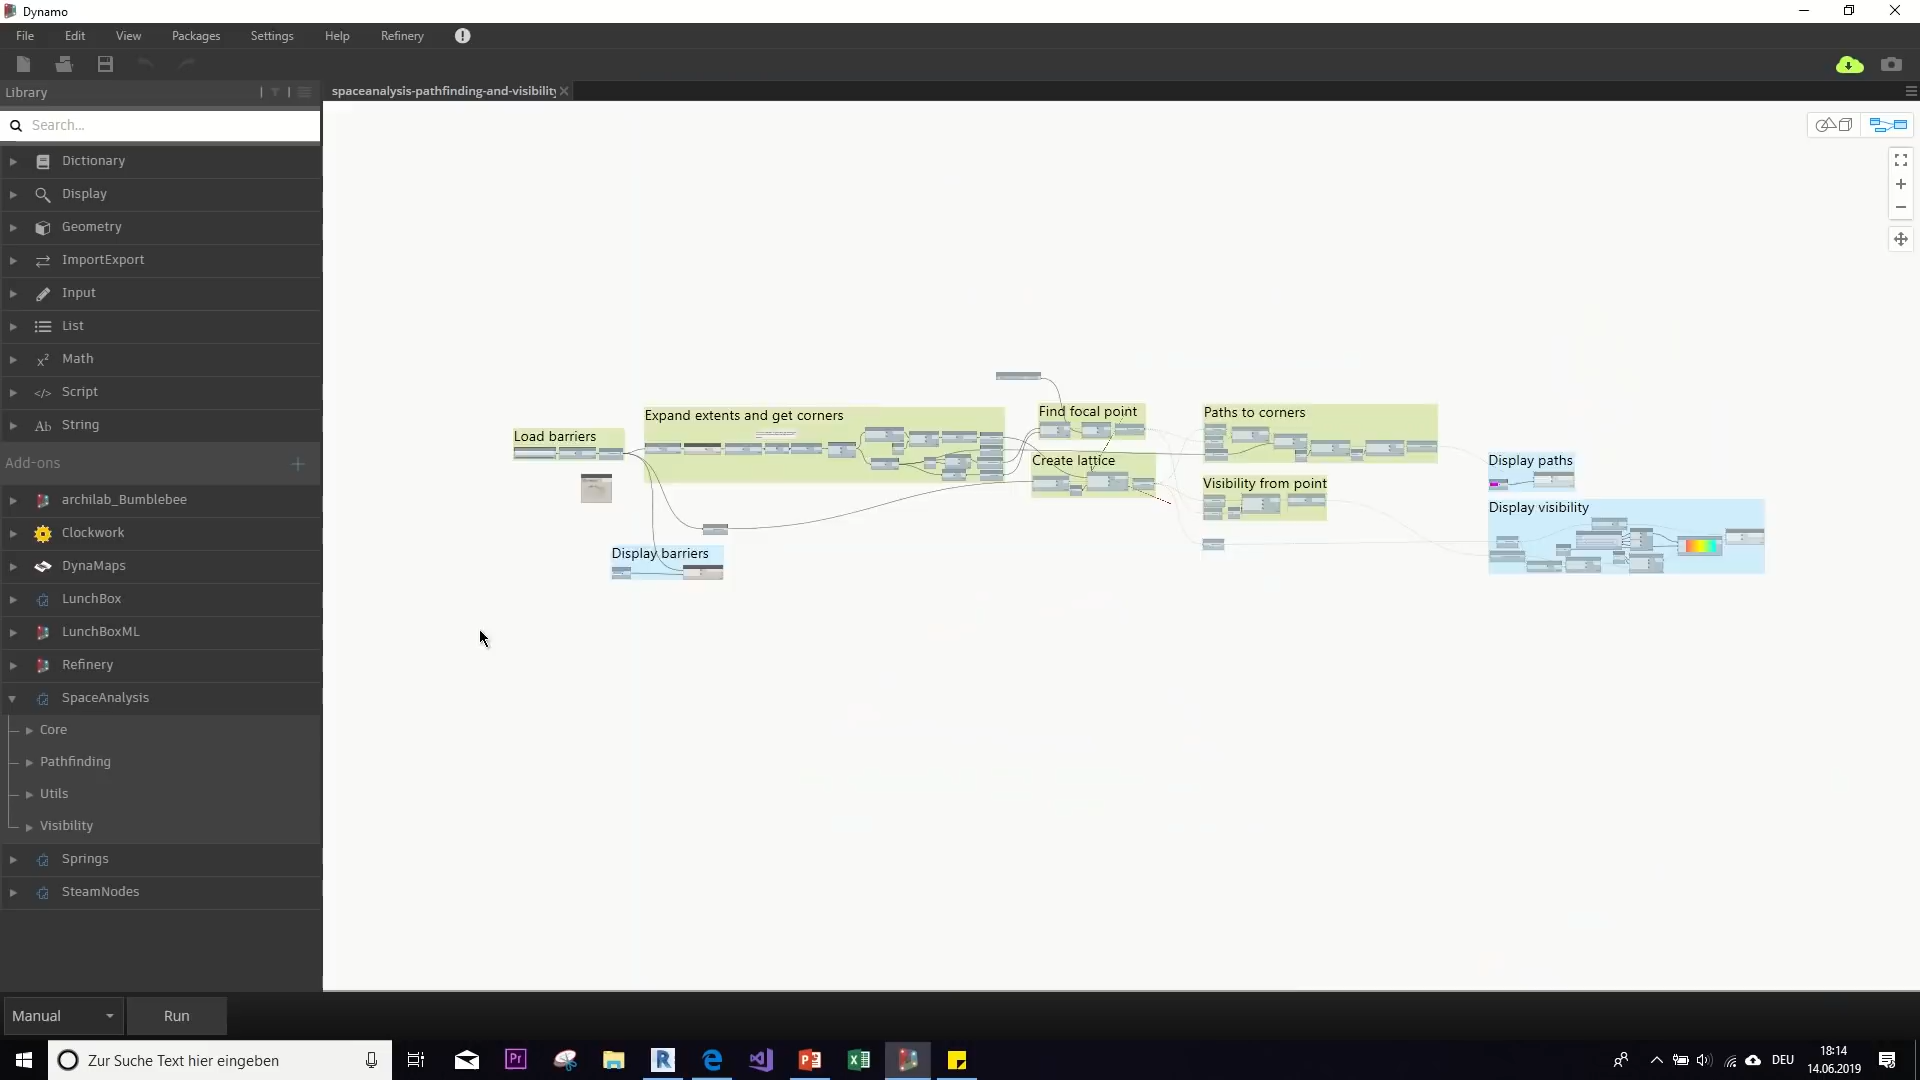 Dynamo
File Edit View Packages Settings Help Refinery
Library
spaceanalysis-pathfinding-and-visibility
Search...
Dictionary
Display
Geometry
ImportExport
Input
List
Math
Script
Ab String
Add-ons
archilab_Bumblebee
Clockwork
DynaMaps
LunchBox
LunchBoxML
Refinery
SpaceAnalysis
Core
Pathfinding
Utils
Visibility
Springs
SteamNodes
Load barriers
Expand extents and get corners
Find focal point
Create lattice
Paths to corners
Visibility from point
Display paths
Display visibility
Display barriers
Manual Run
Zur Suche Text hier eingeben
DEU
18:14
14.06.2019